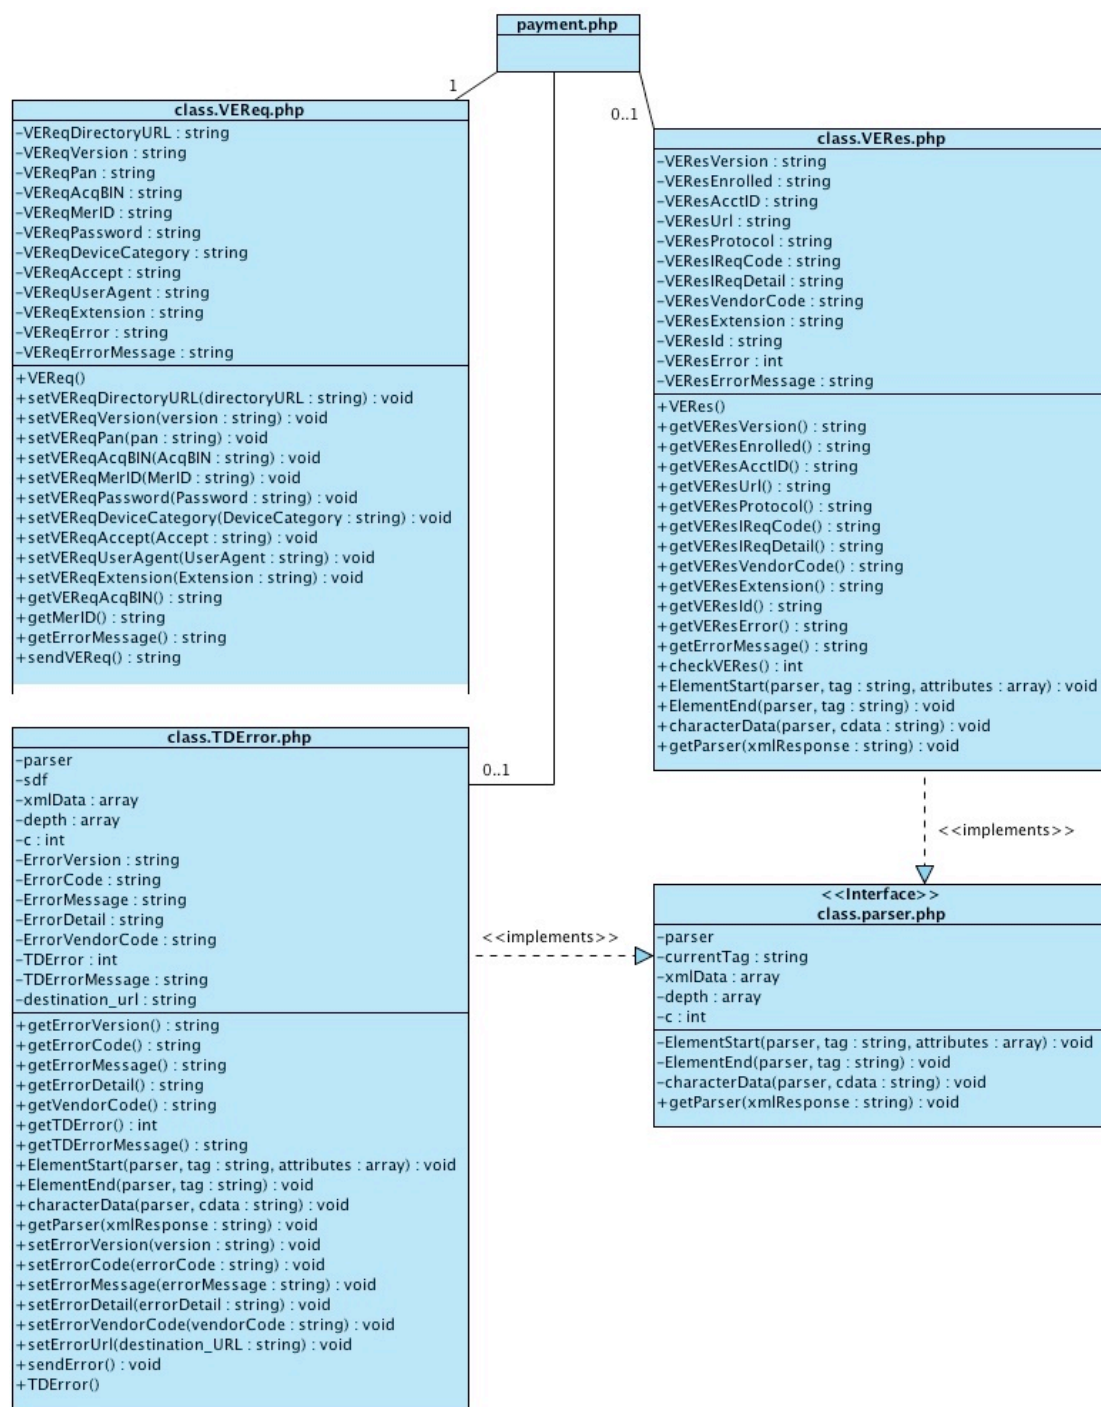 payment.php
1
0..1
class.VEReq.php
-VEReqDirectoryURL : string
-VEReqVersion : string
-VEReqPan : string
-VEReqAcqBIN : string
-VEReqMerID : string
-VEReqPassword : string
-VEReqDeviceCategory : string
-VEReqAccept : string
-VEReqUserAgent : string
-VEReqExtension : string
-VEReqError : string
-VEReqErrorMessage : string
+VEReq()
+setVEReqDirectoryURL(directoryURL : string) : void
+setVEReqVersion(version : string) : void
+setVEReqPan(pan : string) : void
+setVEReqAcqBIN(AcqBIN : string) : void
+setVEReqMerID(MerID : string) : void
+setVEReqPassword(Password : string) : void
+setVEReqDeviceCategory(DeviceCategory : string) : void
+setVEReqAccept(Accept : string) : void
+setVEReqUserAgent(UserAgent : string) : void
+setVEReqExtension(Extension : string) : void
+getVEReqAcqBIN() : string
+getMerID() : string
+getErrorMessage() : string
+sendVEReq() : string
class.VERes.php
-VEResVersion : string
-VEResEnrolled : string
-VEResAcctID : string
-VEResUrl : string
-VEResProtocol : string
-VEResIReqCode : string
-VEResIReqDetail : string
-VEResVendorCode : string
-VEResExtension : string
-VEResId : string
-VEResError : int
-VEResErrorMessage : string
+VERes()
+getVEResVersion() : string
+getVEResEnrolled() : string
+getVEResAcctID() : string
+getVEResUrl() : string
+getVEResProtocol() : string
+getVEResIReqCode() : string
+getVEResIReqDetail() : string
+getVEResVendorCode() : string
+getVEResExtension() : string
+getVEResId() : string
+getVEResError() : string
+getErrorMessage() : string
+checkVERes() : int
+ElementStart(parser, tag : string, attributes : array) : void
+ElementEnd(parser, tag : string) : void
+characterData(parser, cdata : string) : void
+getParser(xmlResponse : string) : void
class.TDError.php
-parser
-sdf
-xmlData : array
-depth : array
-c : int
-ErrorVersion : string
-ErrorCode : string
-ErrorMessage : string
-ErrorDetail : string
-ErrorVendorCode : string
-TDError : int
-TDErrorMessage : string
-destination_url : string
+getErrorVersion() : string
+getErrorCode() : string
+getErrorMessage() : string
+getErrorDetail() : string
+getVendorCode() : string
+getTDError() : int
+getTDErrorMessage() : string
+ElementStart(parser, tag : string, attributes : array) : void
+ElementEnd(parser, tag : string) : void
+characterData(parser, cdata : string) : void
+getParser(xmlResponse : string) : void
+setErrorVersion(version : string) : void
+setErrorCode(errorCode : string) : void
+setErrorMessage(errorMessage : string) : void
+setErrorDetail(errorDetail : string) : void
+setErrorVendorCode(vendorCode : string) : void
+setErrorUrl(destination_URL : string) : void
+sendError() : void
+TDError()
0..1
<<implements>>
<<implements>>
<<Interface>>
class.parser.php
-parser
-currentTag : string
-xmlData : array
-depth : array
-c : int
-ElementStart(parser, tag : string, attributes : array) : void
-ElementEnd(parser, tag : string) : void
-characterData(parser, cdata : string) : void
+getParser(xmlResponse : string) : void